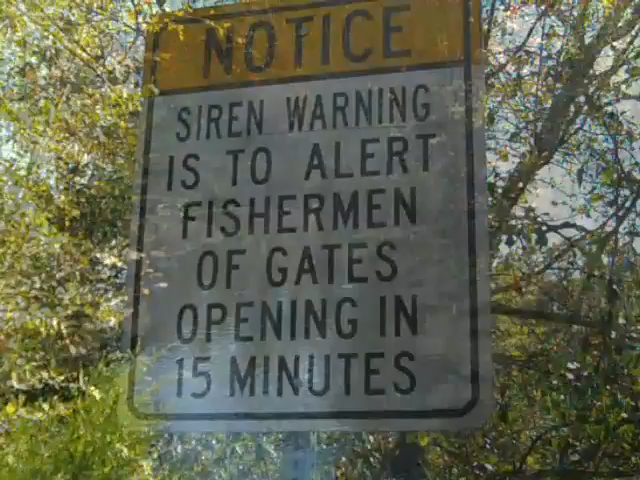 NOTICE
SIREN WARNING
IS TO ALERT
FISHERMEN
OF GATES
OPENING IN
15 MINUTES